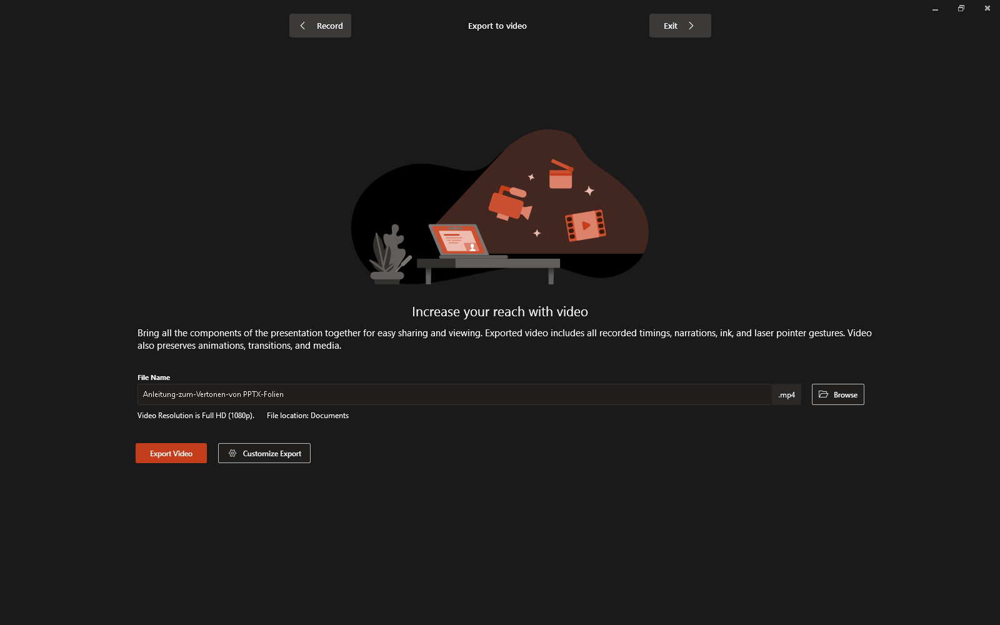 Record
Export to video
Exit
Increase your reach with video
Bring all the components of the presentation together for easy sharing and viewing. Exported video includes all recorded timings, narrations, ink, and laser pointer gestures. Video
also preserves animations, transitions, and media.
File Name
Anleitung-zum-Vertonen-von PPTX-Folien
.mp4
Browse
Video Resolution is Full HD (1080p).
File location: Documents
Export Video
Customize Export